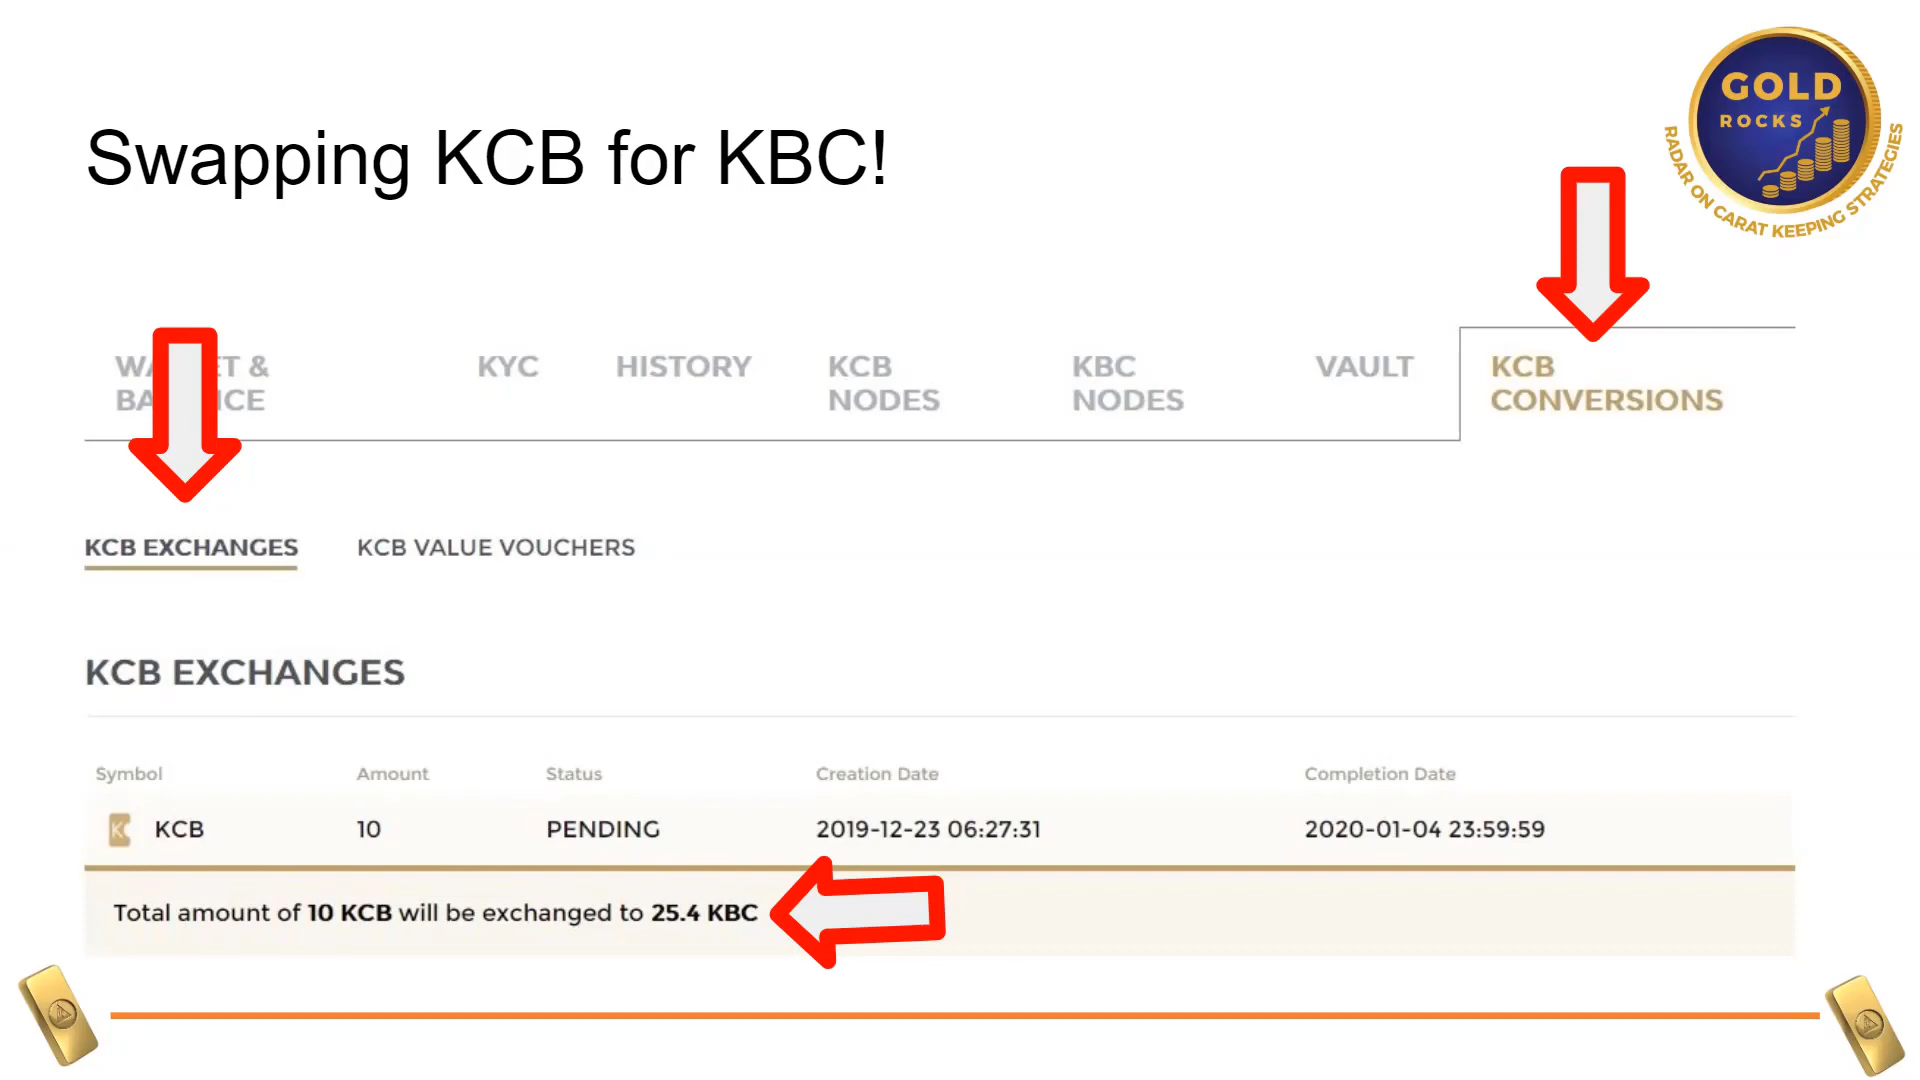 GOLD
ROCKS
RADAR ON CARAT KEEPING STRATEGIES
Swapping KCB for KBC!
KYC HISTORY KCB KBC VAULT KCB
NODES NODES CONVERSIONS
KCB EXCHANGES KCB VALUE VOUCHERS
KCB EXCHANGES
Symbol Amount Status Creation Date Completion Date
KCB 10 PENDING 2019-12-23 06:27:31 2020-01-04 23:59:59
Total amount of 10 KCB will be exchanged to 25.4 KBC